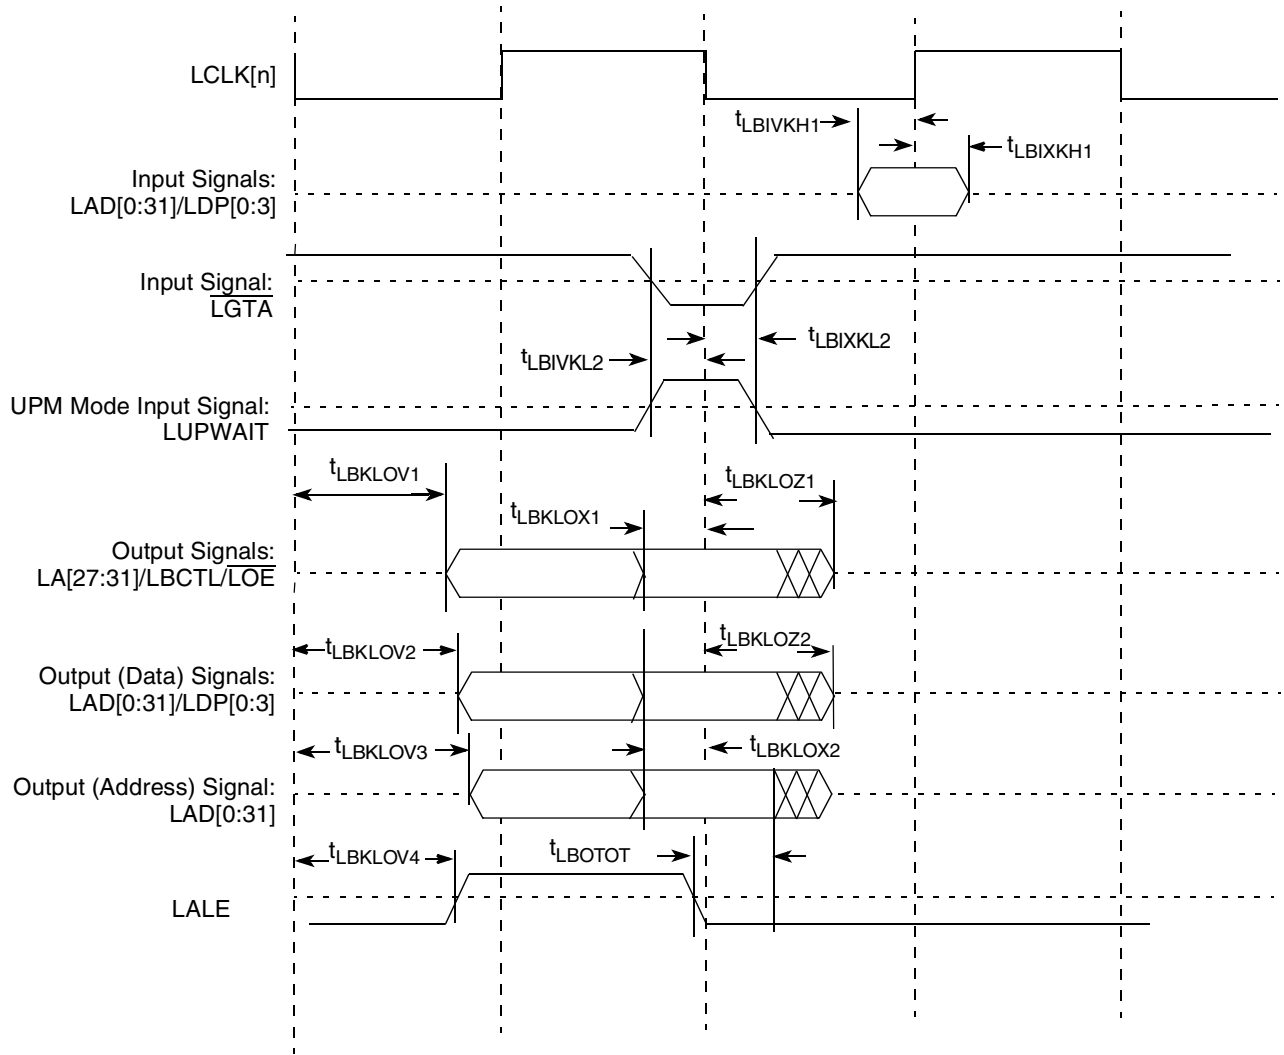 LCLK[n]
tLBIVKH1
tLBIXKH1
Input Signals:
LAD[0:31]/LDP[0:3]
Input Signal:
LGTA
tLBIXKL2
tLBIVKL2
UPM Mode Input Signal:
LUPWAIT
tLBKLOV1
tLBKLOZ1
tLBKLOX1
Output Signals:
LA[27:31]/LBCTL/LOE
tLBKLOV2
tLBKLOZ2
Output (Data) Signals:
LAD[0:31]/LDP[0:3]
tLBKLOV3
tLBKLOX2
Output (Address) Signal:
LAD[0:31]
tLBKLOV4
tLBOTOT
LALE